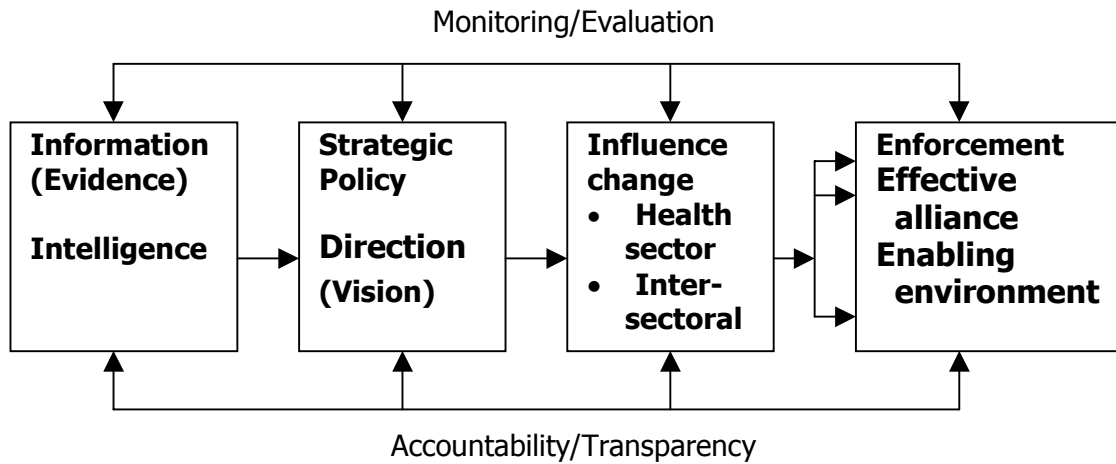 Monitoring/Evaluation
Information
(Evidence)
Intelligence
Strategic
Policy
Direction
(Vision)
Influence
change
• Health
sector
• Inter-
sectoral
Enforcement
Effective
alliance
Enabling
environment
Accountability/Transparency